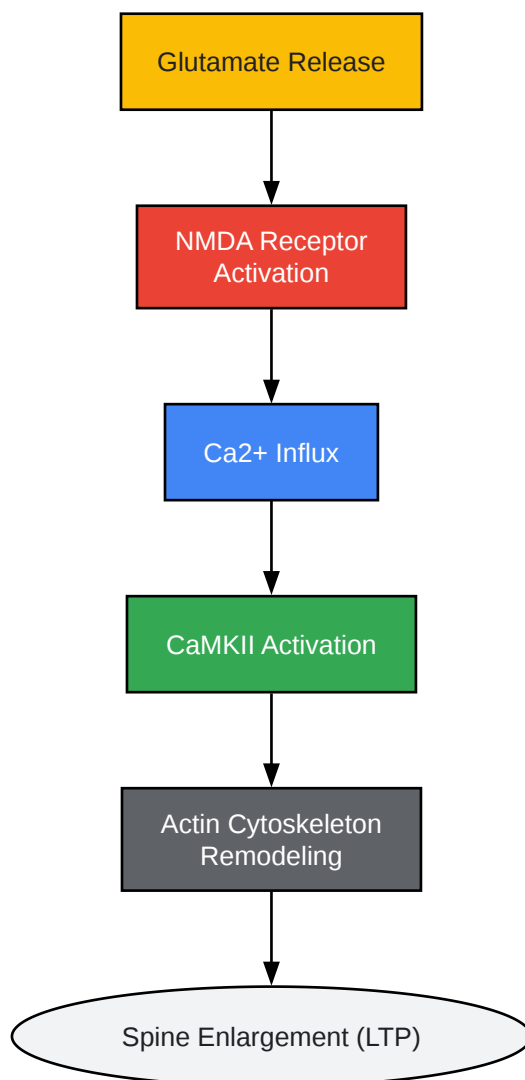 Glutamate Release
NMDA Receptor
Activation
Ca2+ Influx
CaMKII Activation
Actin Cytoskeleton
Remodeling
Spine Enlargement (LTP)